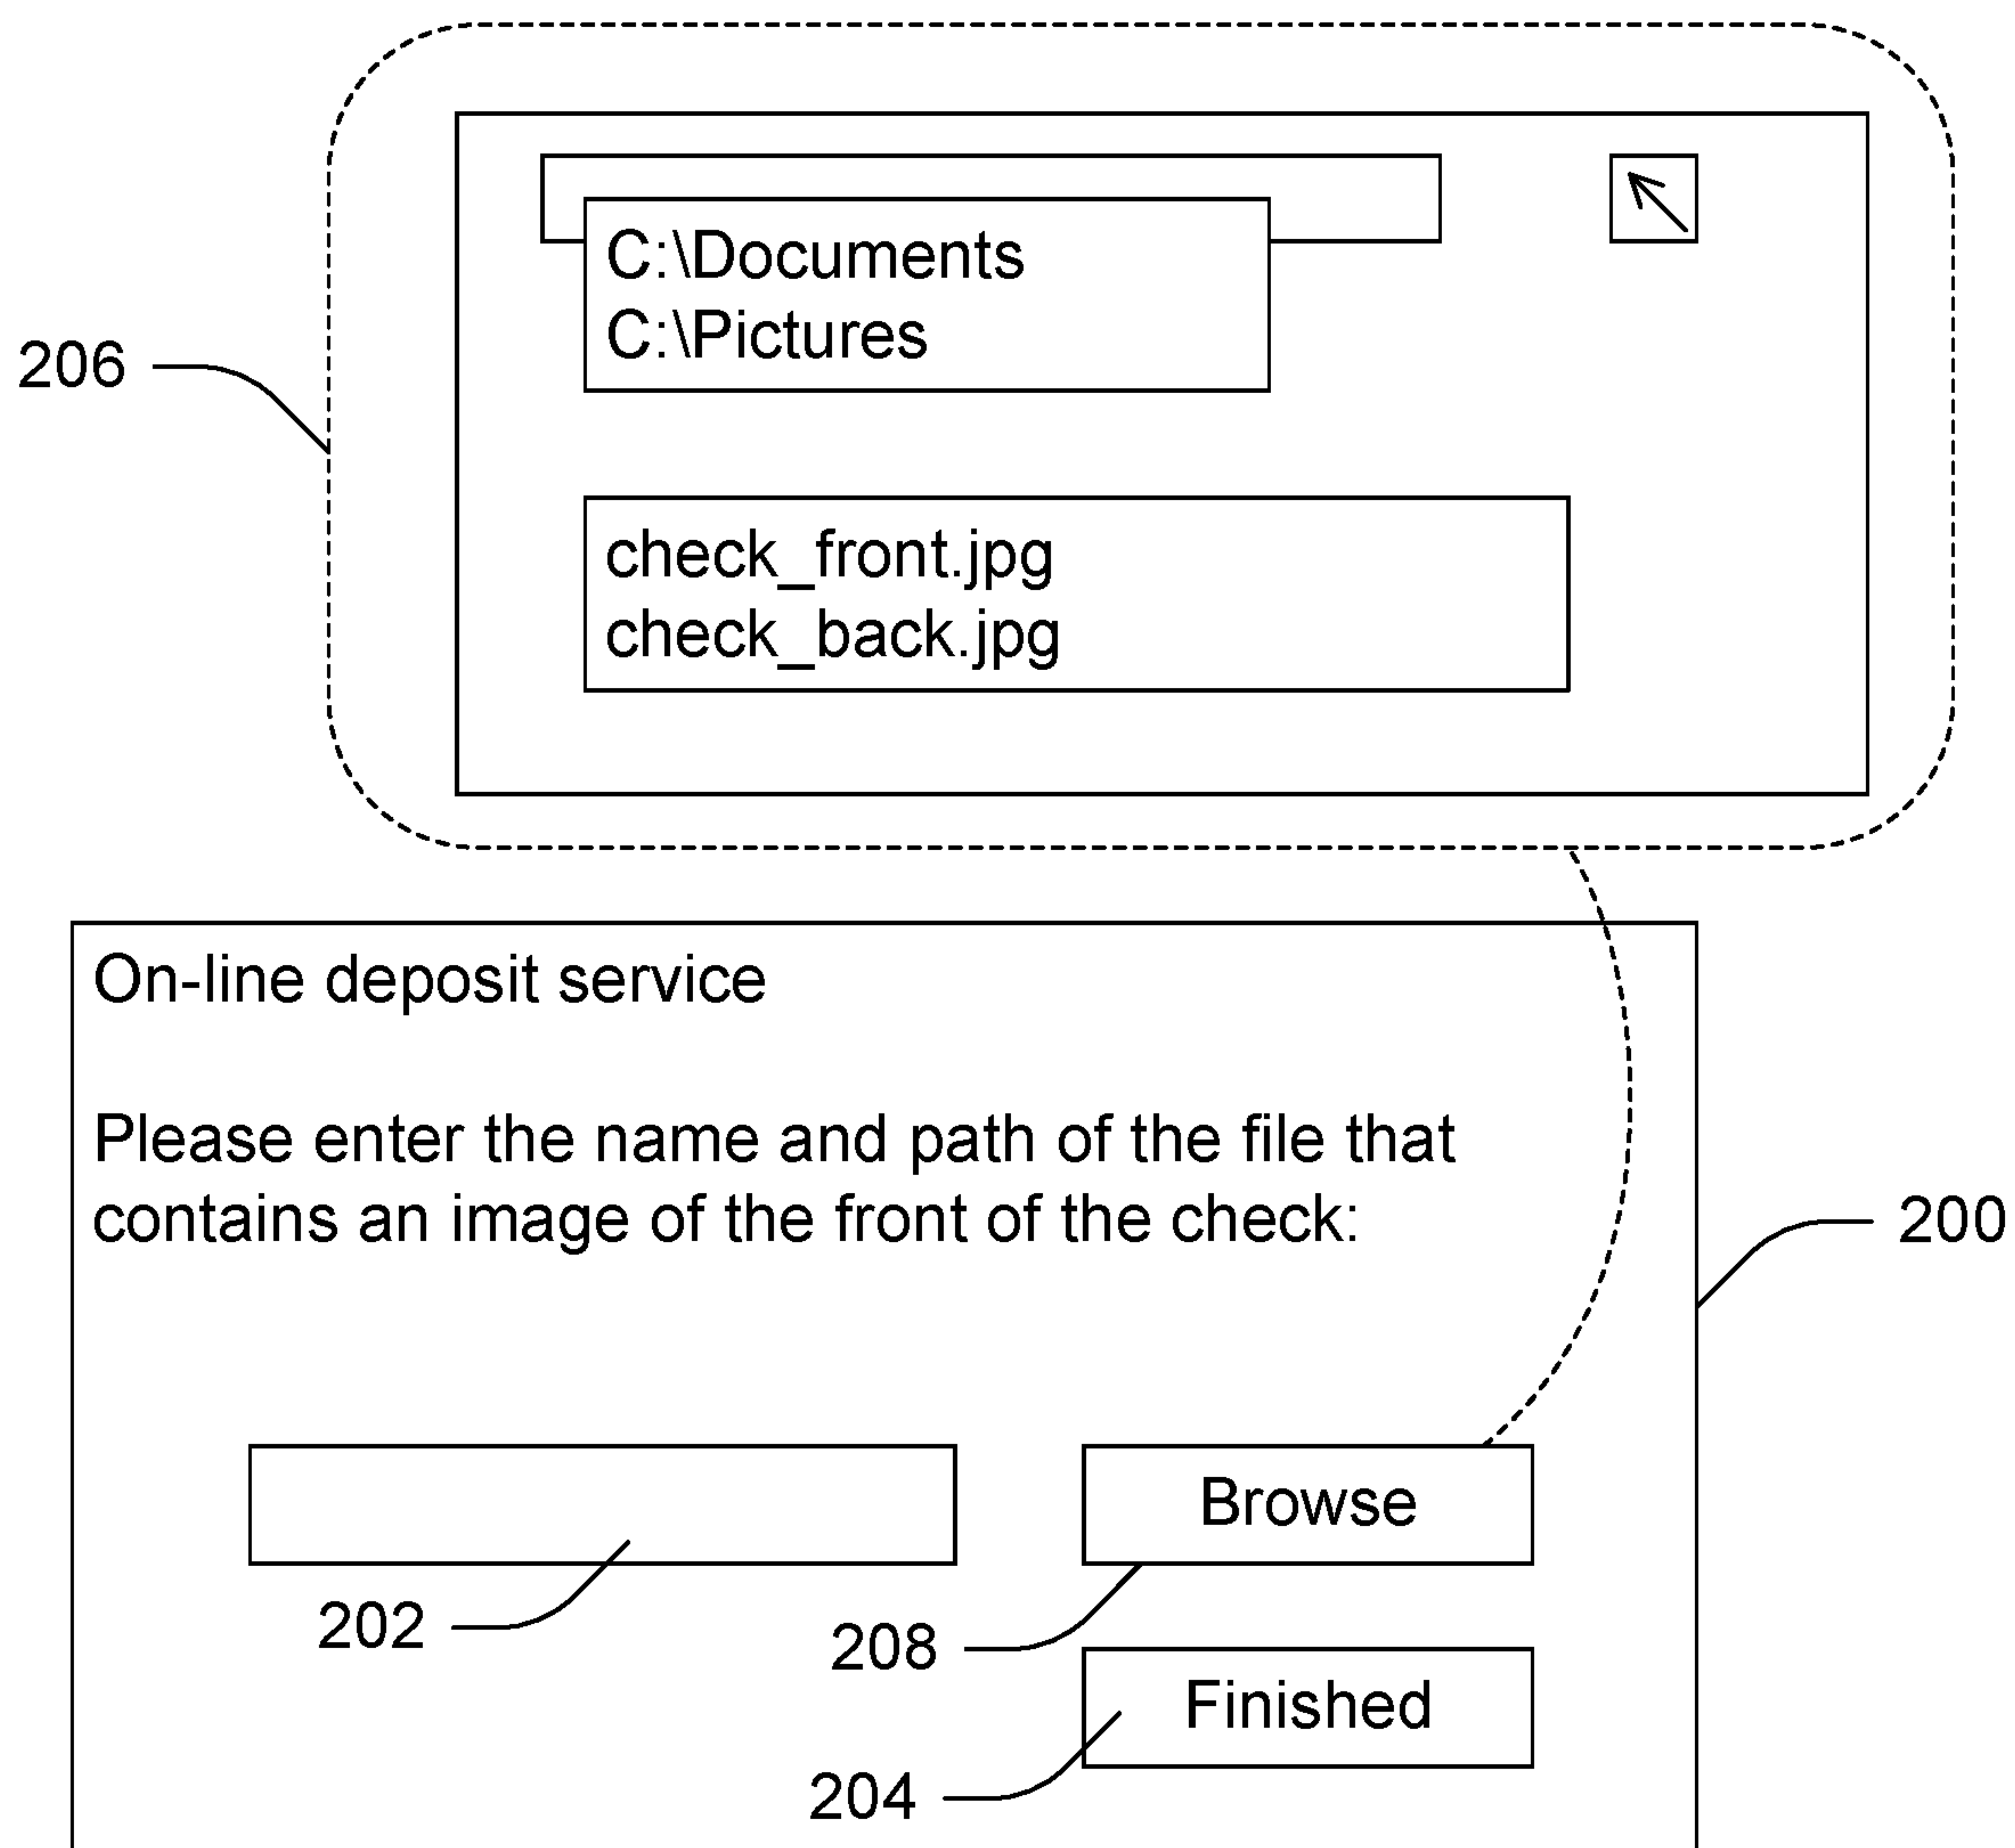 C:\Documents
C:\Pictures
206
check_front.jpg
check_back.jpg
On-line deposit service
Please enter the name and path of the file that
contains an image of the front of the check:
200
Browse
202
208
Finished
204